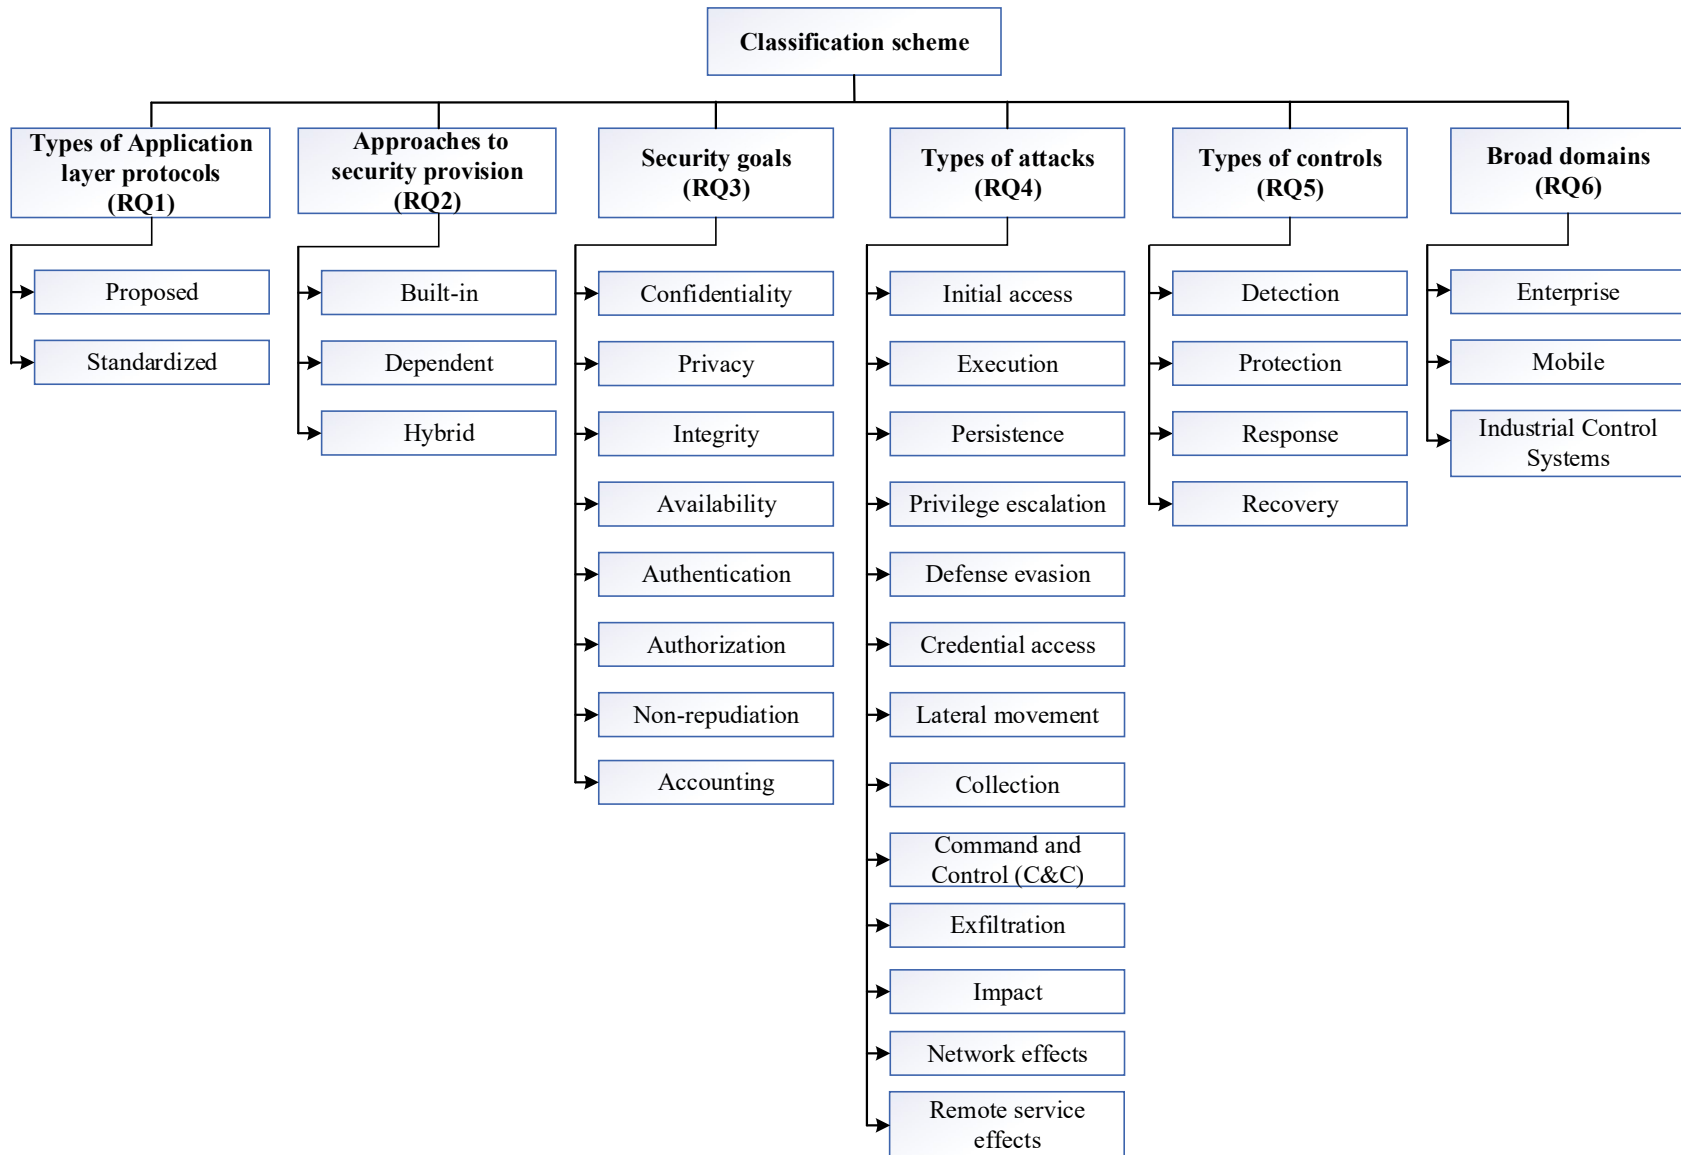 Classification scheme
Types of Application
layer protocols
(RQ1)
Proposed
Standardized
Approaches to
security provision
(RQ2)
Built-in
Dependent
Hybrid
Security goals
(RQ3)
Confidentiality
Privacy
Integrity
Availability
Authentication
Authorization
Non-repudiation
Accounting
Types of attacks
(RQ4)
Initial access
Execution
Persistence
Privilege escalation
Defense evasion
Credential access
Lateral movement
Collection
Command and
Control (C&C)
Exfiltration
Impact
Network effects
Remote service
effects
Types of controls
(RQ5)
Detection
Protection
Response
Recovery
Broad domains
(RQ6)
Enterprise
Mobile
Industrial Control
Systems